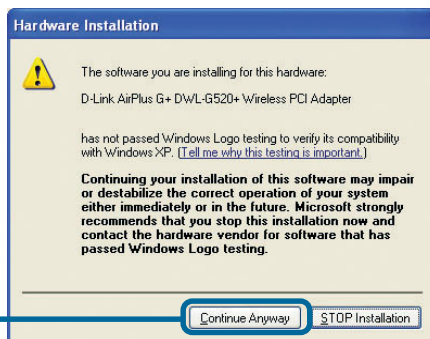 Hardware Installation
The software you are installing for this hardware:
D-Link AirPlus G+ DWL-G520+ Wireless PCI Adapter
has not passed Windows Logo testing to verify its compatibility
with Windows XP. (Tell me why this testing is important.)
Continuing your installation of this software may impair
or destabilize the correct operation of your system
either immediately or in the future. Microsoft strongly
recommends that you stop this installation now and
contact the hardware vendor for software that has
passed Windows Logo testing.
Continue Anyway STOP Installation